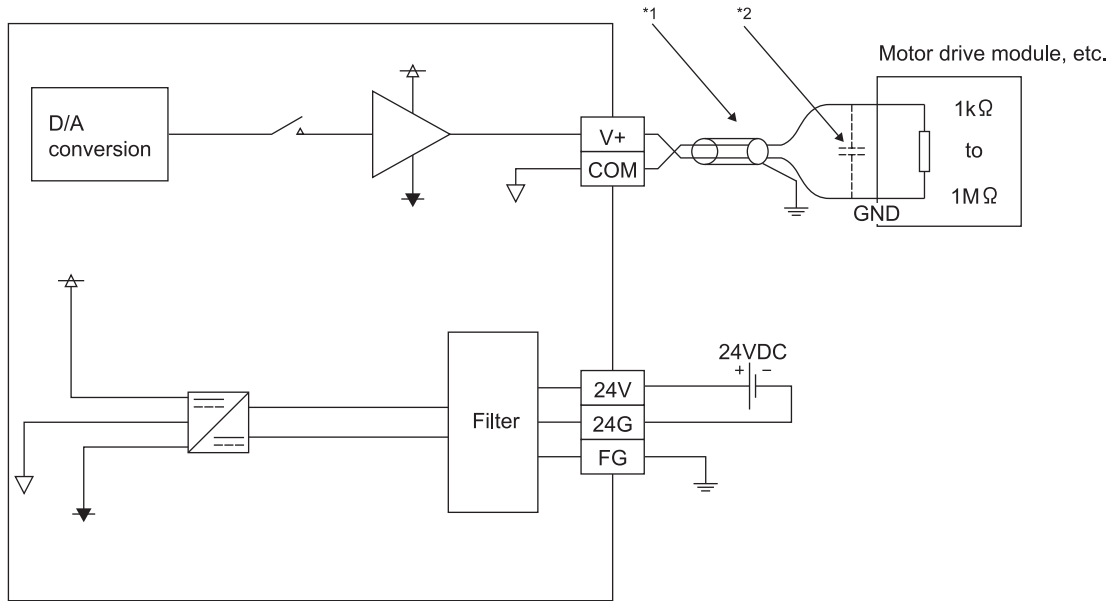 *1
*2
Motor drive module, etc.
D/A
conversion
V+
COM
1kΩ
to
1MΩ
GND
24VDC
+ −
Filter
24V
24G
FG